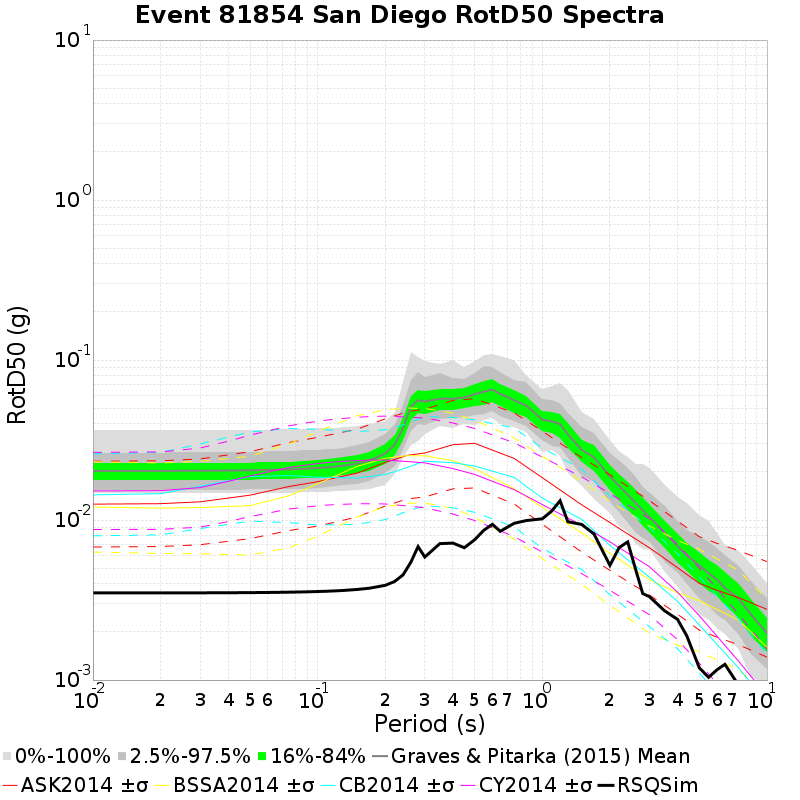 Event 81854 San Diego RotD50 Spectra
10^1
10^0
10^-1
10^-2
10^-3
RotD50 (g)
10^-2 2 3 4 5 6 10^-1 2 3 4 5 6 7 10^0 2 3 4 5 6 7 10^1
Period (s)
0%-100% 2.5%-97.5% 16%-84% Graves & Pitarka (2015) Mean
ASK2014 ±σ BSSA2014 ±σ CB2014 ±σ CY2014 ±σ RSQSim